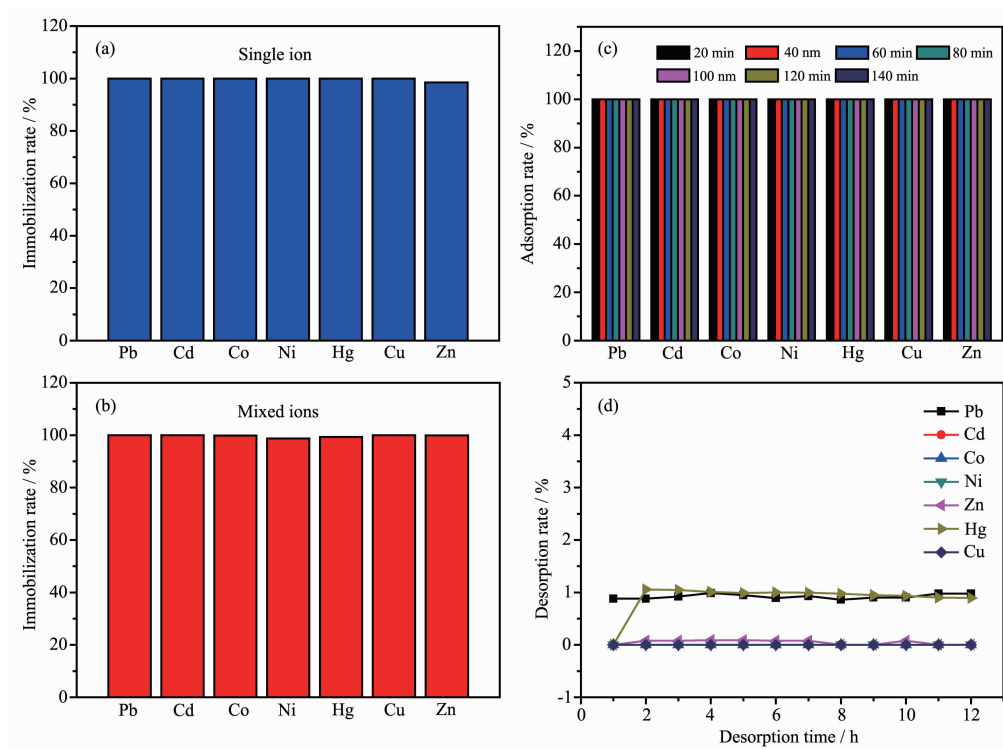 (a)
Single ion
Immobilization rate / %
120
100
80
60
40
20
0
Pb Cd Co Ni Hg Cu Zn
(b)
Mixed ions
Immobilization rate / %
120
100
80
60
40
20
0
Pb Cd Co Ni Hg Cu Zn
(c)
20 min 40 nm 60 min 80 min
100 nm 120 min 140 min
Adsorption rate / %
120
100
80
60
40
20
0
Pb Cd Co Ni Hg Cu Zn
(d)
Pb
Cd
Co
Ni
Zn
Hg
Cu
Desorption rate / %
5
4
3
2
1
0
-1
0 2 4 6 8 10 12
Desorption time / h